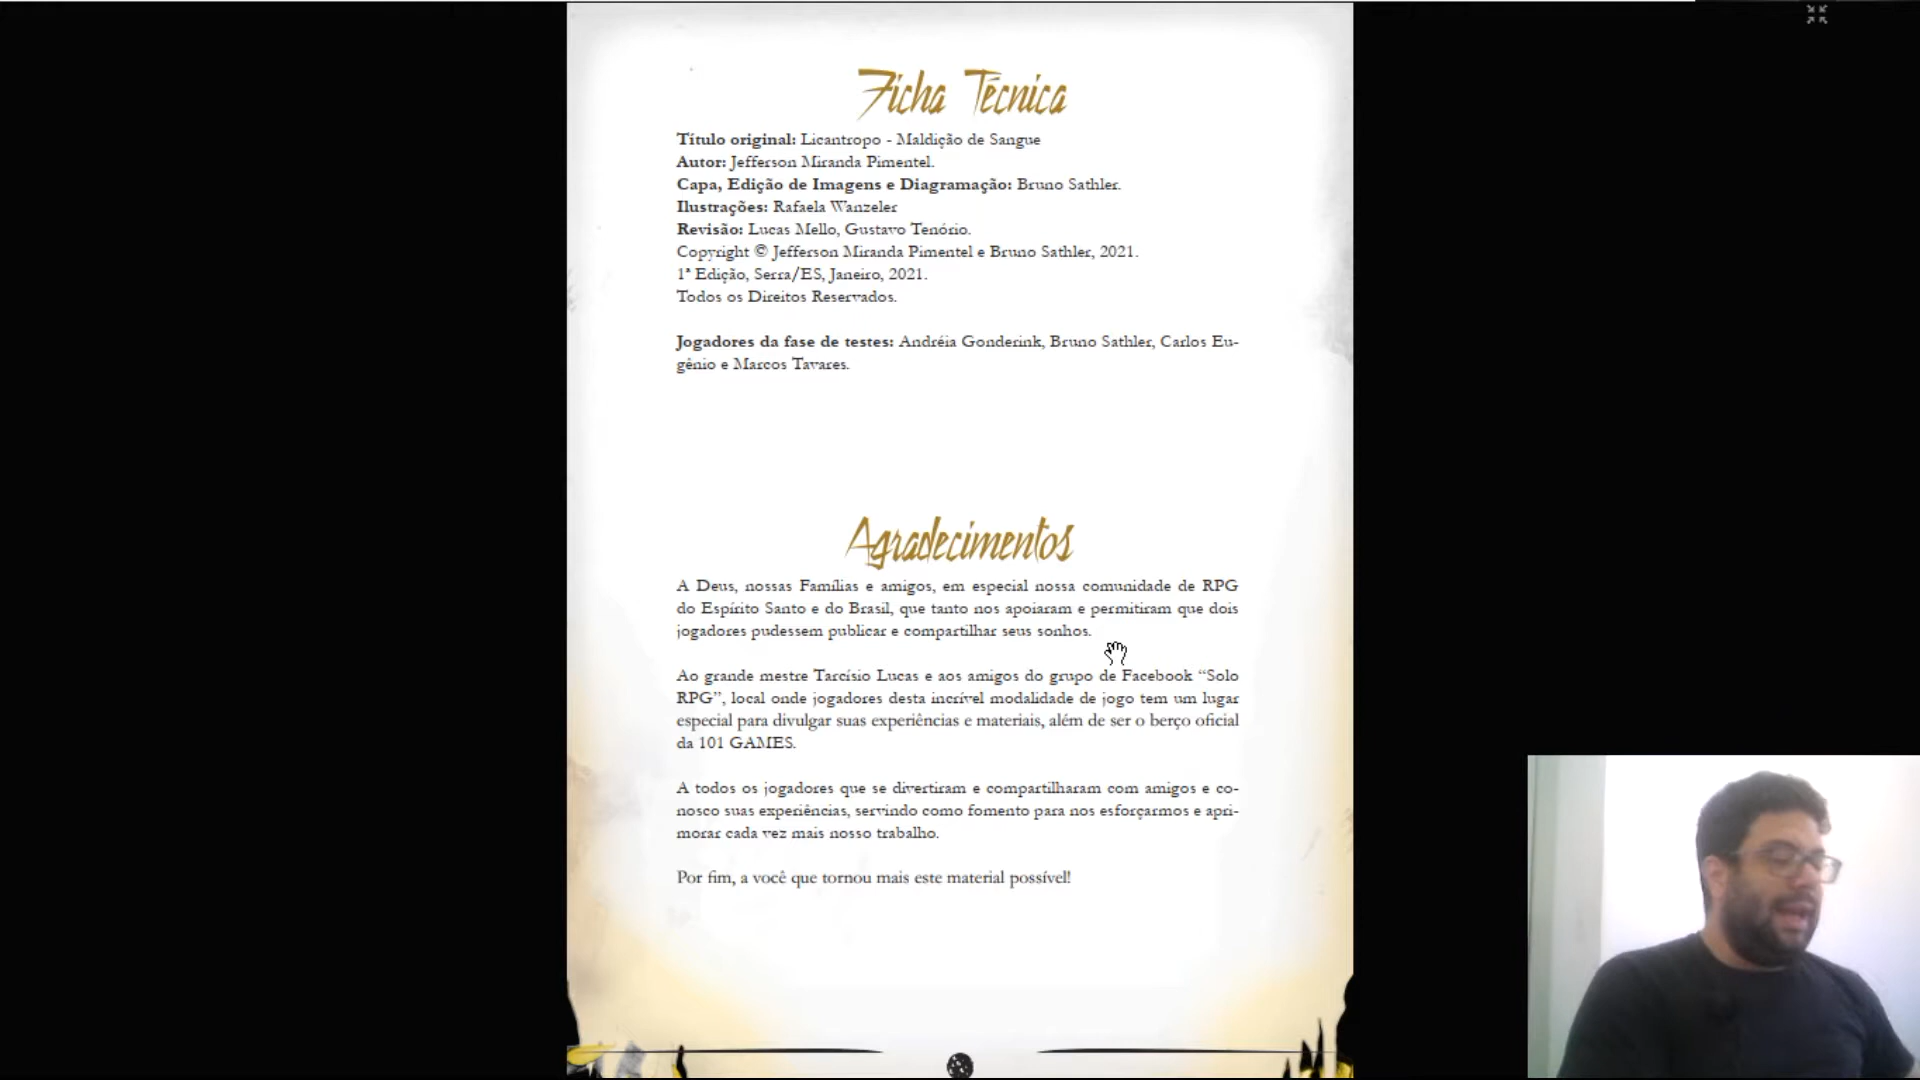 Ficha Técnica
Título original: Licantropo - Maldição de Sangue
Autor: Jefferson Miranda Pimentel.
Capa, Edição de Imagens e Diagramação: Bruno Sathler.
Ilustrações: Rafaela Wanzeler
Revisão: Lucas Mello, Gustavo Tenório.
Copyright © Jefferson Miranda Pimentel e Bruno Sathler, 2021.
1ª Edição, Serra/ES, Janeiro, 2021.
Todos os Direitos Reservados.
Jogadores da fase de testes: Andréia Gonderink, Bruno Sathler, Carlos Eu-
gênio e Marcos Tavares.
Agradecimentos
A Deus, nossas Famílias e amigos, em especial nossa comunidade de RPG
do Espírito Santo e do Brasil, que tanto nos apoiaram e permitiram que dois
jogadores pudessem publicar e compartilhar seus sonhos.
Ao grande mestre Tarcísio Lucas e aos amigos do grupo de Facebook “Solo
RPG”, local onde jogadores desta incrível modalidade de jogo tem um lugar
especial para divulgar suas experiências e materiais, além de ser o berço oficial
da 101 GAMES.
A todos os jogadores que se divertiram e compartilharam com amigos e co-
nosco suas experiências, servindo como fomento para nos esforçarmos e apri-
morar cada vez mais nosso trabalho.
Por fim, a você que tornou mais este material possível!